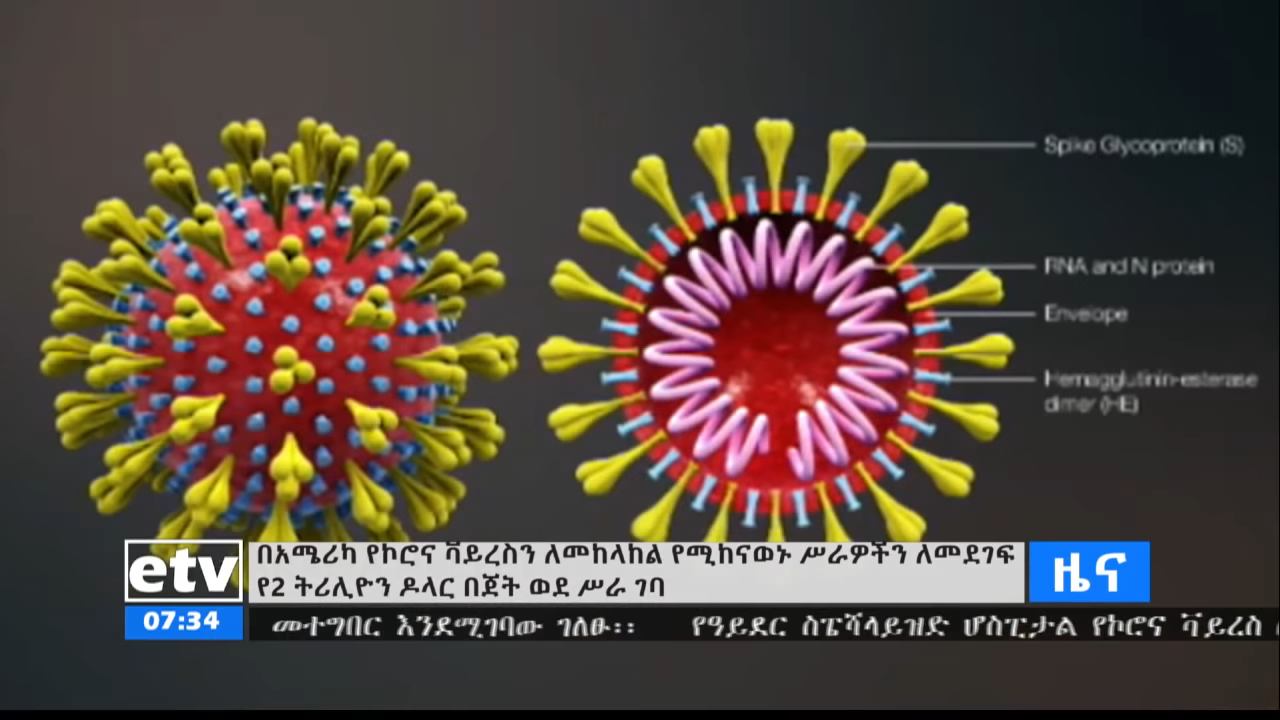 Spike Glycoprotein (S)
RNA and N protein
Envelope
Hemagglutinin-esterase
dimer (HE)
etv
በአሜሪካ የኮሮና ቫይረስን ለመከላከል የሚከናወኑ ሥራዎችን ለመደገፍ
የ2 ትሪሊዮን ዶላር በጀት ወደ ሥራ ገባ
ዜና
07:34
መተግበር እንደሚገባው ገለፁ፡፡ የዓይደር ስፔሻላይዝድ ሆስፒታል የኮሮና ቫይረስ